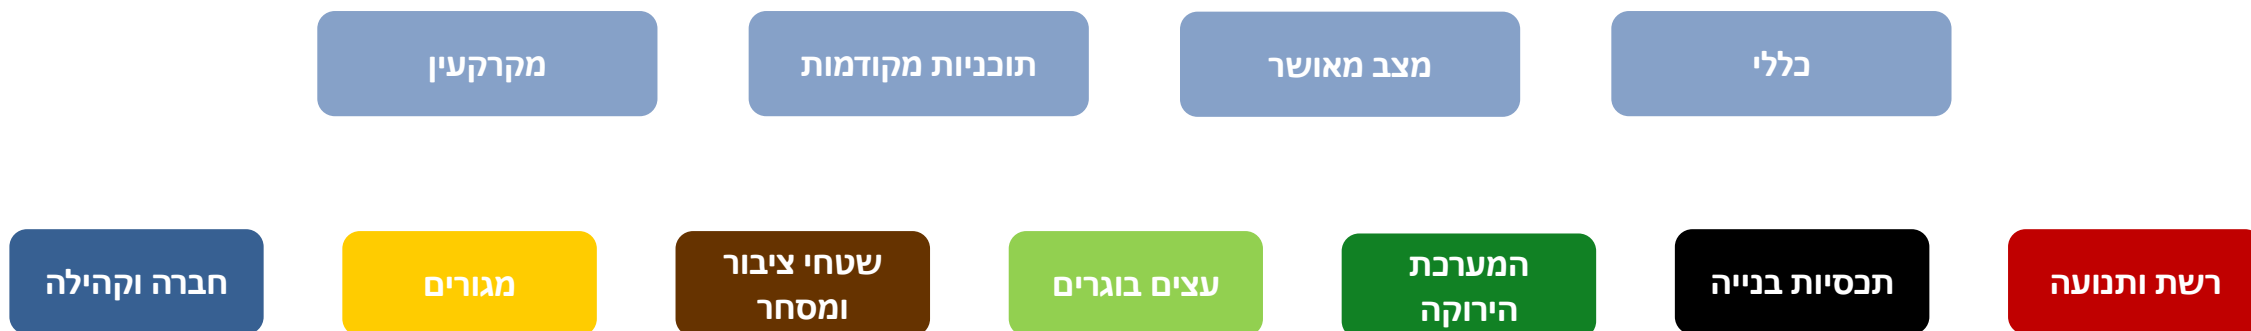 כללי
מצב מאושר
תוכניות מקודמות
מקרקעין
רשת ותנועה
תכסיות בנייה
המערכת
הירוקה
עצים בוגרים
שטחי ציבור
ומסחר
מגורים
חברה וקהילה